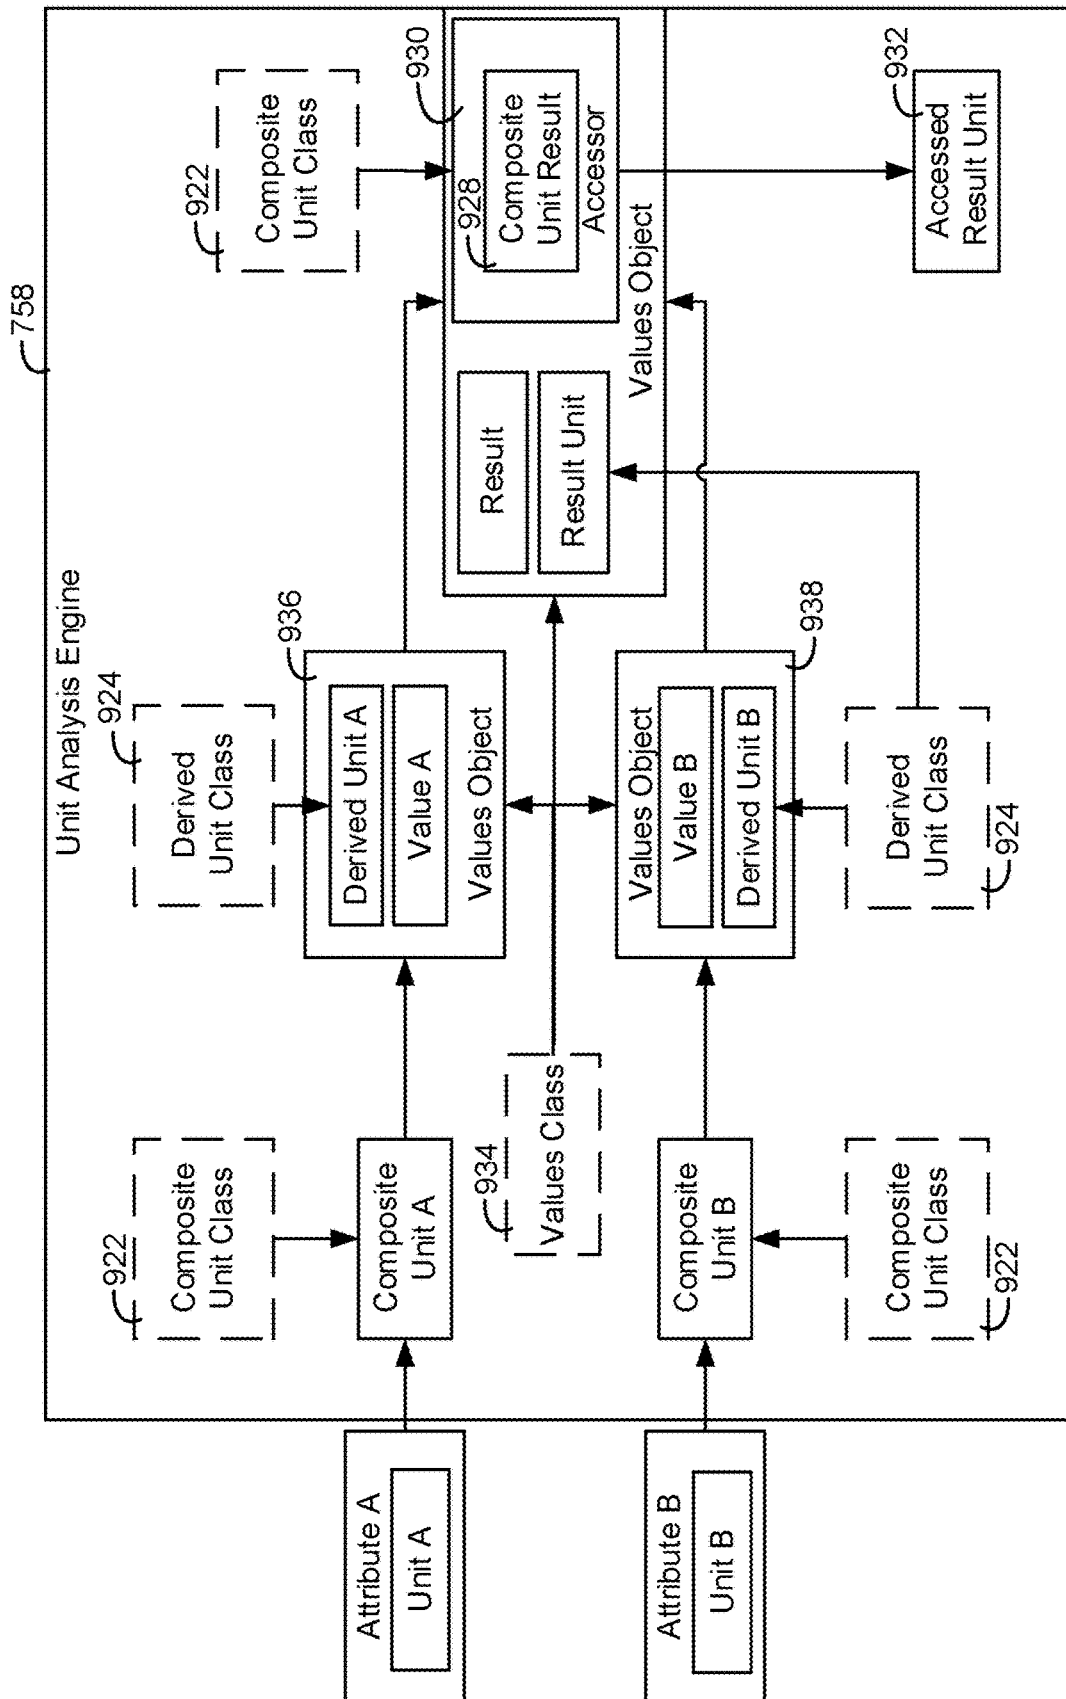 758
Unit Analysis Engine
922
Composite
Unit Class
924
Derived
Unit Class
922
Composite
Unit Class
Attribute A
Unit A
Composite
Unit A
936
Derived Unit A
Value A
Values Object
930
928
Composite
Unit Result
Accessor
Result
Result Unit
Values Object
934
Values Class
Attribute B
Unit B
Composite
Unit B
Values Object
Value B
Derived Unit B
938
Composite
Unit Class
922
Derived
Unit Class
924
932
Accessed
Result Unit